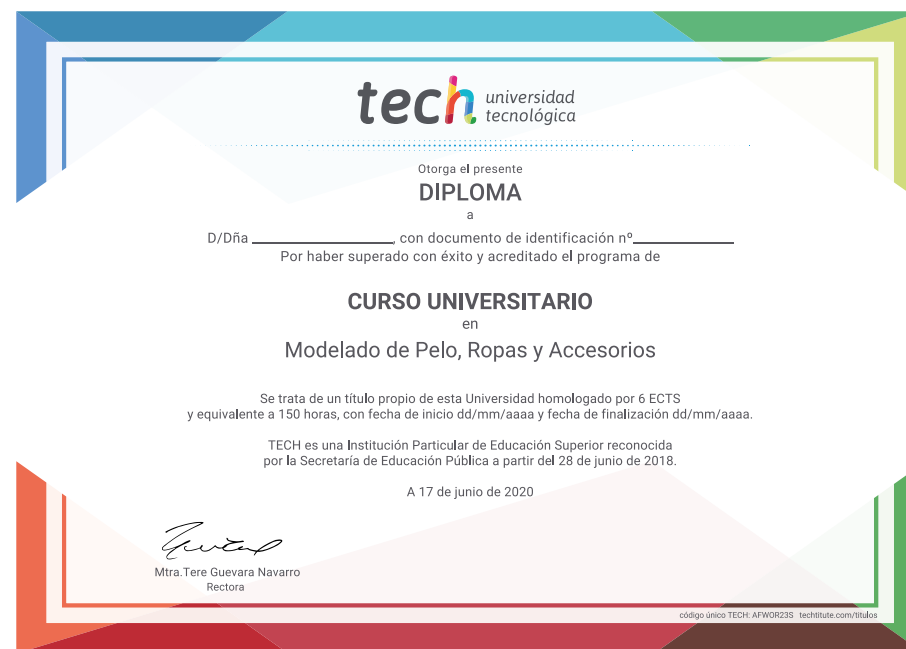 tech universidad
tecnológica
Otorga el presente
DIPLOMA
a
D/Dña ____________________, con documento de identificación nº______________
Por haber superado con éxito y acreditado el programa de
CURSO UNIVERSITARIO
en
Modelado de Pelo, Ropas y Accesorios
Se trata de un título propio de esta Universidad homologado por 6 ECTS
y equivalente a 150 horas, con fecha de inicio dd/mm/aaaa y fecha de finalización dd/mm/aaaa.
TECH es una Institución Particular de Educación Superior reconocida
por la Secretaría de Educación Pública a partir del 28 de junio de 2018.
A 17 de junio de 2020
Mtra.Tere Guevara Navarro
Rectora
código único TECH: AFWOR23S techtitute.com/titulos